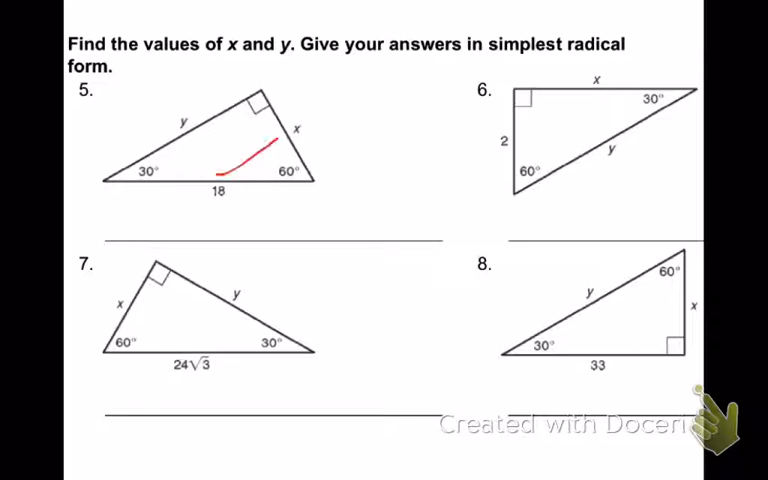 Find the values of x and y. Give your answers in simplest radical
form.
5.
y
x
30°
60°
18
6.
x
30°
2
y
60°
7.
x
y
60°
30°
24√3
8.
60°
y
x
30°
33
Created with Doceri